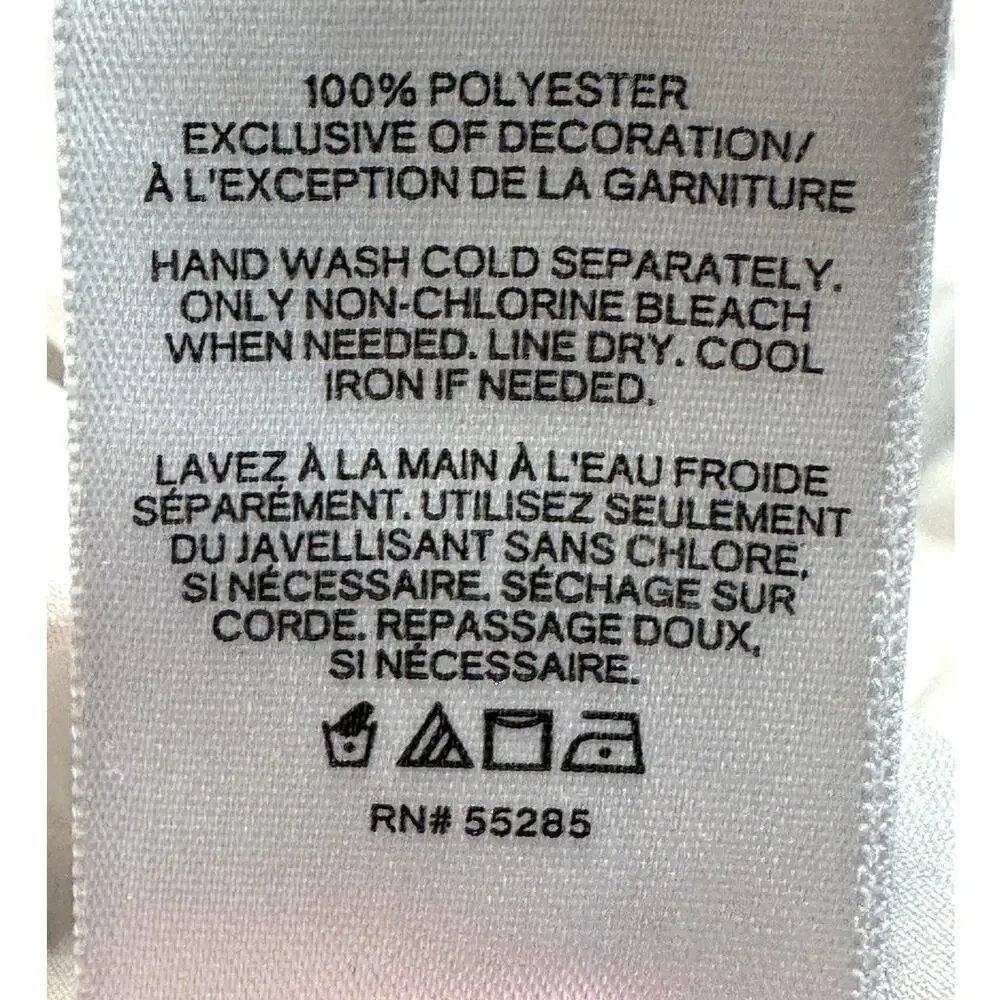 100% POLYESTER
EXCLUSIVE OF DECORATION/
À L'EXCEPTION DE LA GARNITURE
HAND WASH COLD SEPARATELY.
ONLY NON-CHLORINE BLEACH
WHEN NEEDED. LINE DRY. COOL
IRON IF NEEDED.
LAVEZ À LA MAIN À L'EAU FROIDE
SÉPARÉMENT. UTILISEZ SEULEMENT
DU JAVELLISANT SANS CHLORE,
SI NÉCESSAIRE. SÉCHAGE SUR
CORDE. REPASSAGE DOUX,
SI NÉCESSAIRE.
RN# 55285